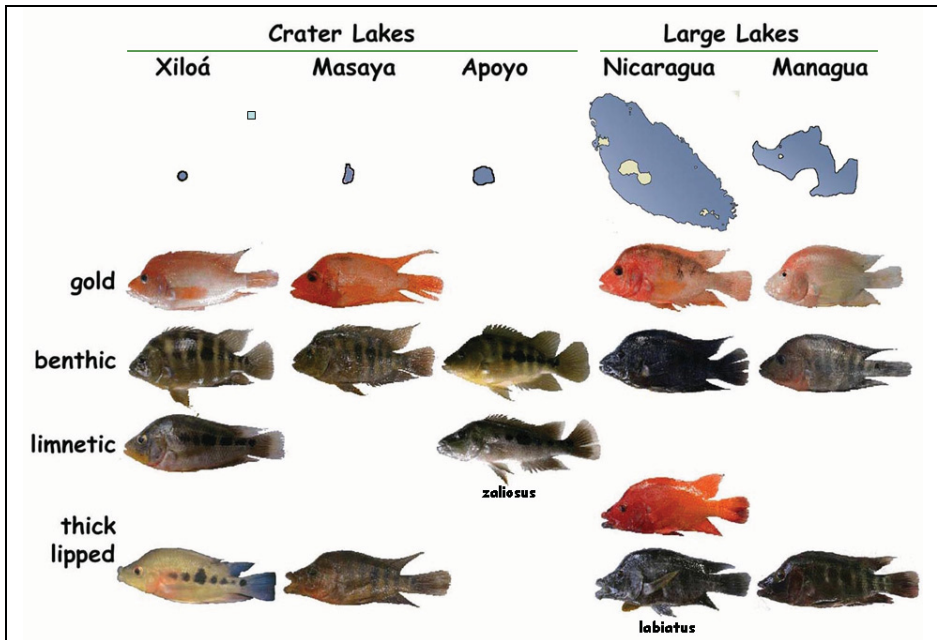 Crater Lakes Large Lakes
Xiloá Masaya Apoyo Nicaragua Managua
gold
benthic
limnetic
zaliosus
thick
lipped
labiatus